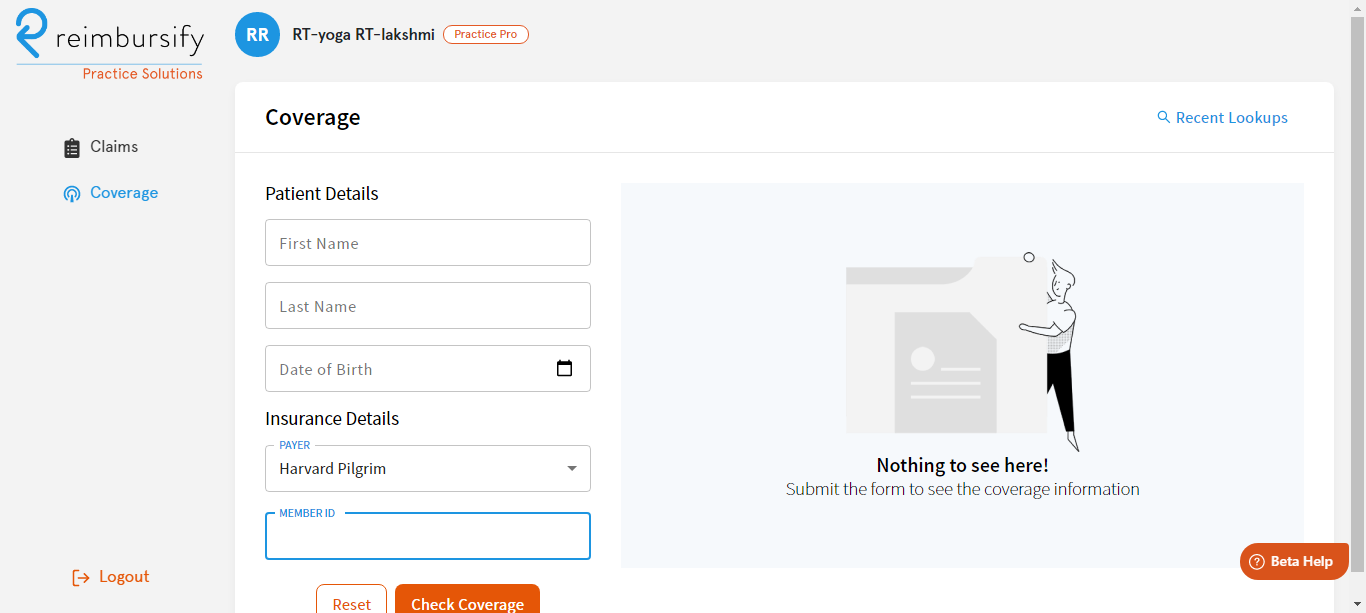 reimbursify
Practice Solutions
RR
RT-yoga RT-lakshmi
Practice Pro
Claims
Coverage
Logout
Coverage
Recent Lookups
Patient Details
First Name
Last Name
Date of Birth
Insurance Details
PAYER
Harvard Pilgrim
MEMBER ID
Reset
Check Coverage
Nothing to see here!
Submit the form to see the coverage information
? Beta Help